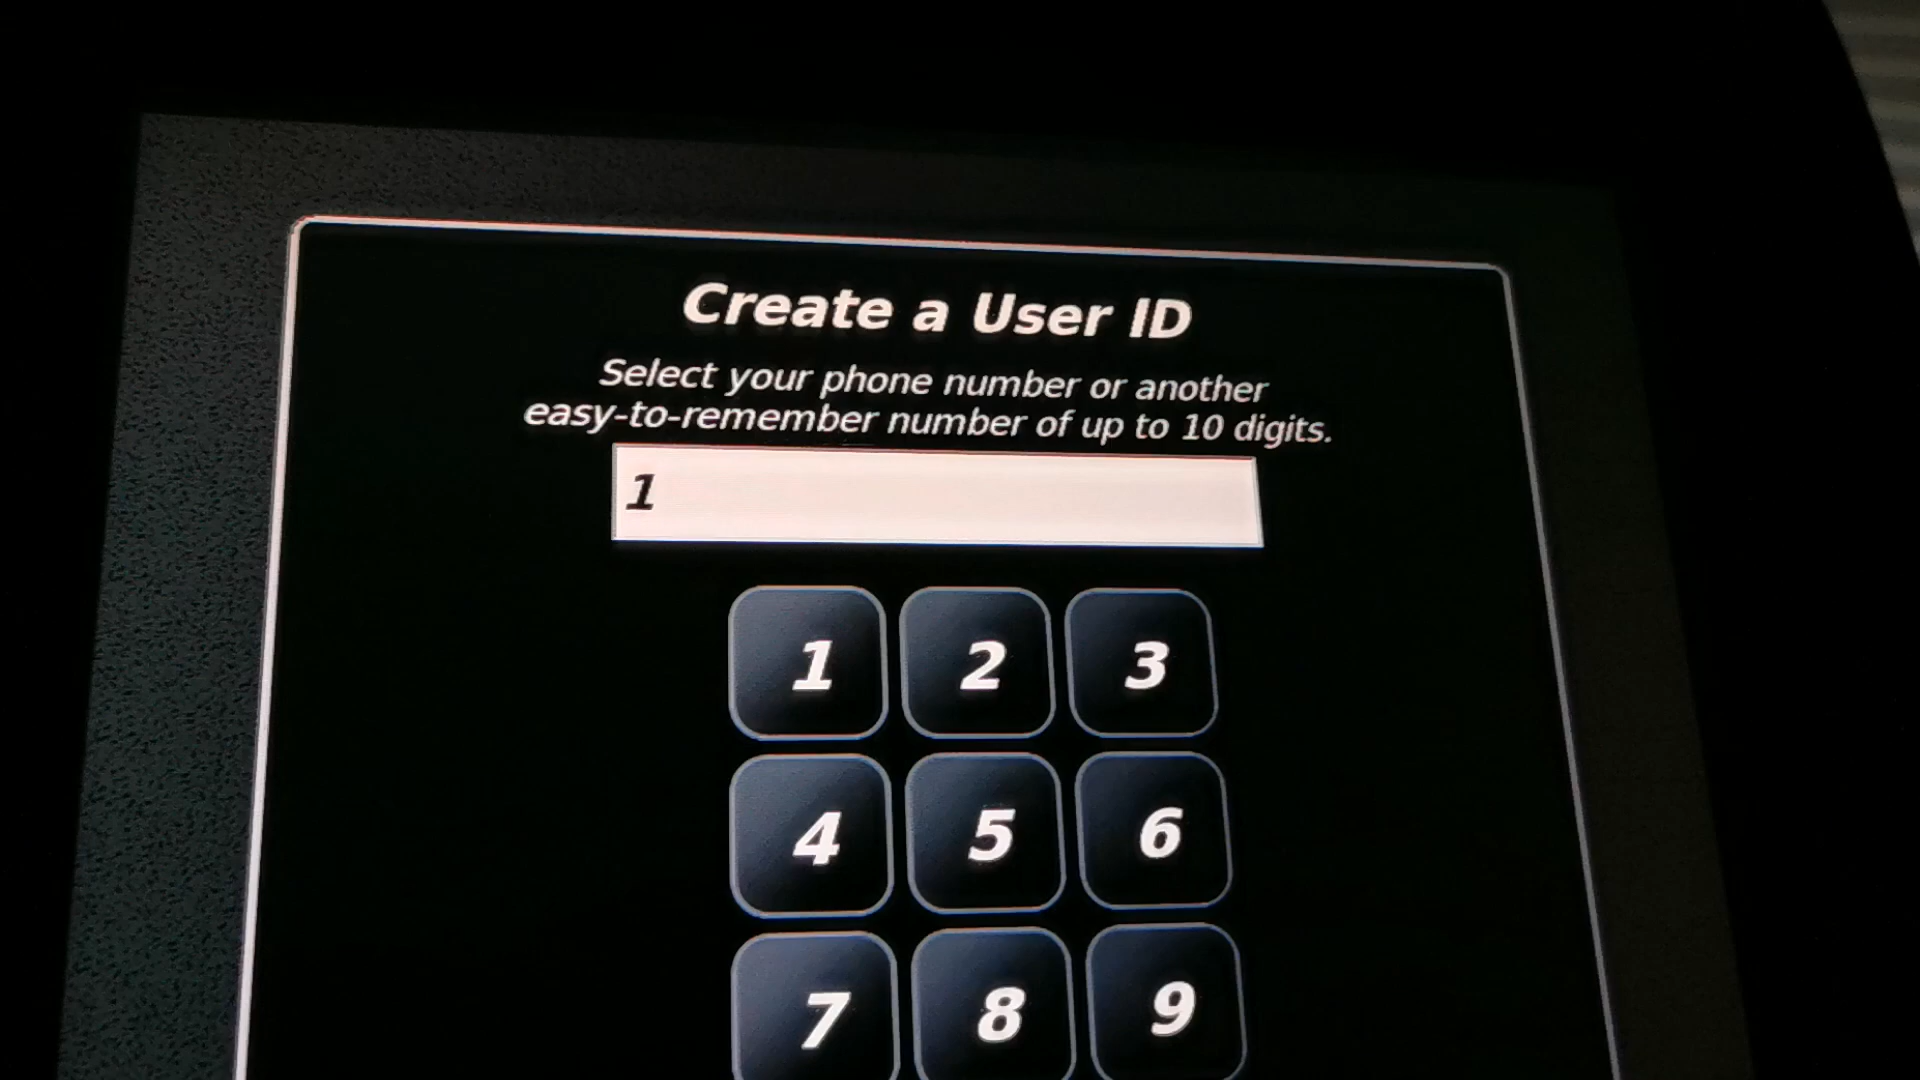 Create a User ID
Select your phone number or another
easy-to-remember number of up to 10 digits.
1
1 2 3
4 5 6
7 8 9